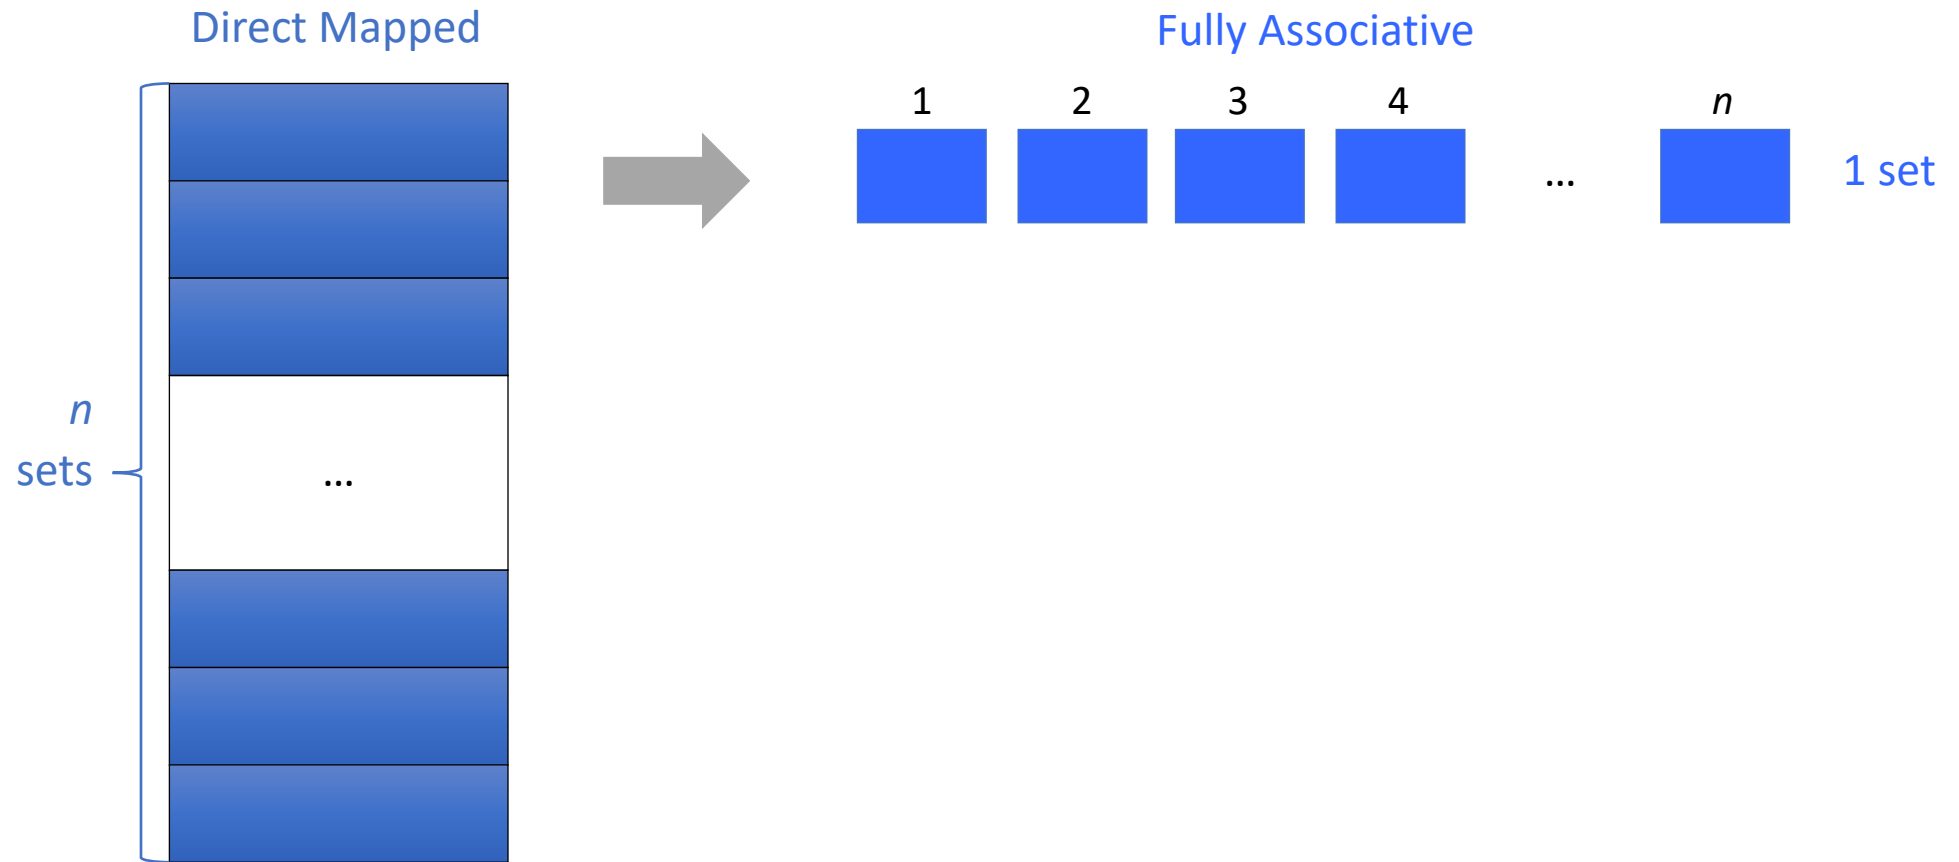 Direct Mapped
Fully Associative
1 2 3 4 n
... 1 set
n
sets
...